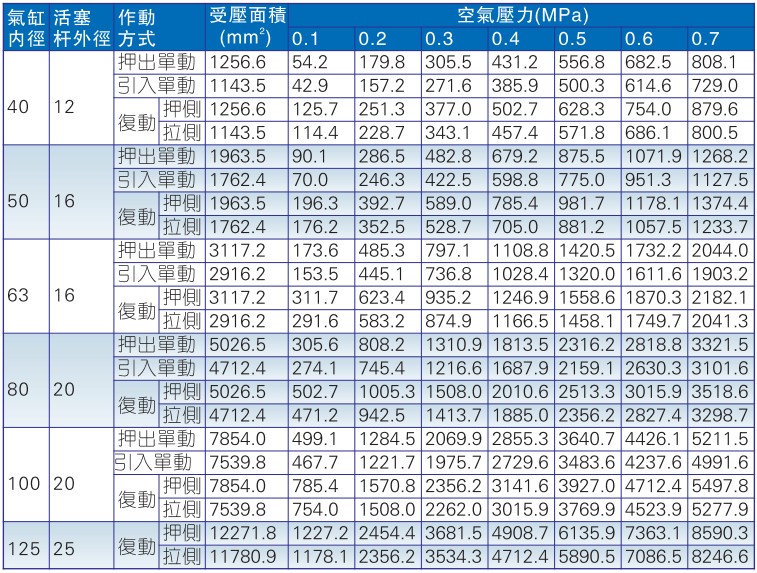 氣缸内徑 活塞杆外徑 作動方式 受壓面積(mm²) 空氣壓力(MPa)
0.1 0.2 0.3 0.4 0.5 0.6 0.7
40 12 押出單動 1256.6 54.2 179.8 305.5 431.2 556.8 682.5 808.1
引入單動 1143.5 42.9 157.2 271.6 385.9 500.3 614.6 729.0
復動 押側 1256.6 125.7 251.3 377.0 502.7 628.3 754.0 879.6
拉側 1143.5 114.4 228.7 343.1 457.4 571.8 686.1 800.5
50 16 押出單動 1963.5 90.1 286.5 482.8 679.2 875.5 1071.9 1268.2
引入單動 1762.4 70.0 246.3 422.5 598.8 775.0 951.3 1127.5
復動 押側 1963.5 196.3 392.7 589.0 785.4 981.7 1178.1 1374.4
拉側 1762.4 176.2 352.5 528.7 705.0 881.2 1057.5 1233.7
63 16 押出單動 3117.2 173.6 485.3 797.1 1108.8 1420.5 1732.2 2044.0
引入單動 2916.2 153.5 445.1 736.8 1028.4 1320.0 1611.6 1903.2
復動 押側 3117.2 311.7 623.4 935.2 1246.9 1558.6 1870.3 2182.1
拉側 2916.2 291.6 583.2 874.9 1166.5 1458.1 1749.7 2041.3
80 20 押出單動 5026.5 305.6 808.2 1310.9 1813.5 2316.2 2818.8 3321.5
引入單動 4712.4 274.1 745.4 1216.6 1687.9 2159.1 2630.3 3101.6
復動 押側 5026.5 502.7 1005.3 1508.0 2010.6 2513.3 3015.9 3518.6
拉側 4712.4 471.2 942.5 1413.7 1885.0 2356.2 2827.4 3298.7
100 20 押出單動 7854.0 499.1 1284.5 2069.9 2855.3 3640.7 4426.1 5211.5
引入單動 7539.8 467.7 1221.7 1975.7 2729.6 3483.6 4237.6 4991.6
復動 押側 7854.0 785.4 1570.8 2356.2 3141.6 3927.0 4712.4 5497.8
拉側 7539.8 754.0 1508.0 2262.0 3015.9 3769.9 4523.9 5277.9
125 25 復動 押側 12271.8 1227.2 2454.4 3681.5 4908.7 6135.9 7363.1 8590.3
拉側 11780.9 1178.1 2356.2 3534.3 4712.4 5890.5 7086.5 8246.6